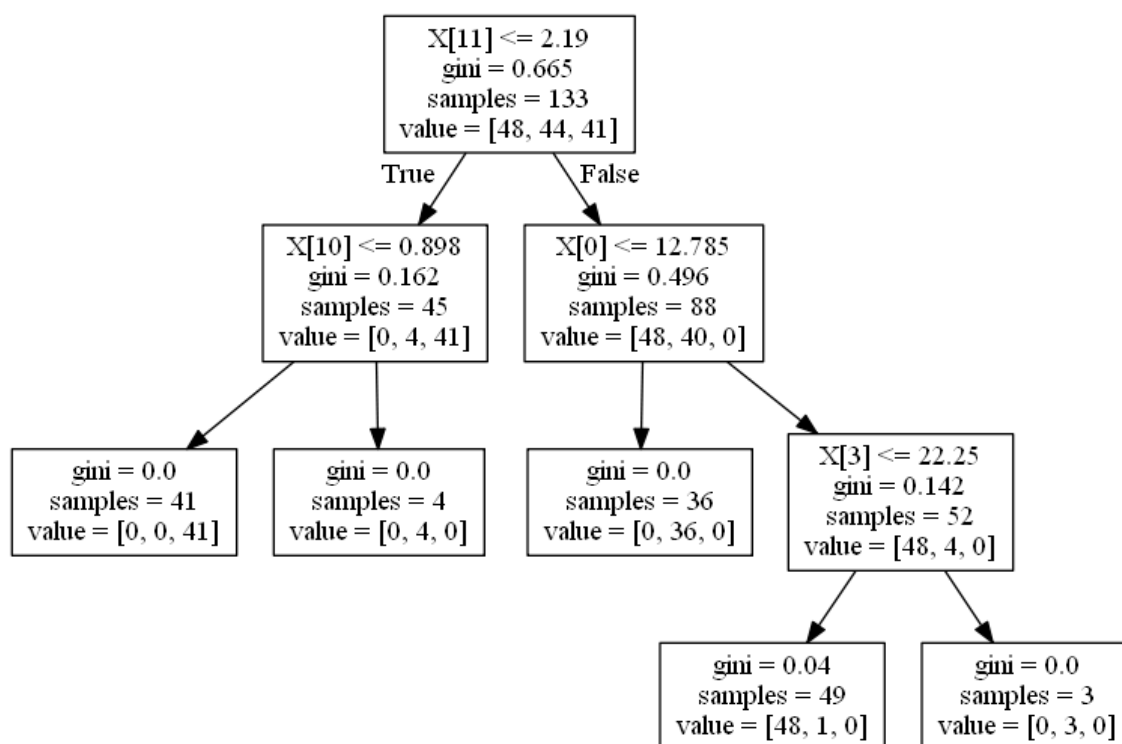 X[11] <= 2.19
gini = 0.665
samples = 133
value = [48, 44, 41]
True
False
X[10] <= 0.898
gini = 0.162
samples = 45
value = [0, 4, 41]
X[0] <= 12.785
gini = 0.496
samples = 88
value = [48, 40, 0]
gini = 0.0
samples = 41
value = [0, 0, 41]
gini = 0.0
samples = 4
value = [0, 4, 0]
gini = 0.0
samples = 36
value = [0, 36, 0]
X[3] <= 22.25
gini = 0.142
samples = 52
value = [48, 4, 0]
gini = 0.04
samples = 49
value = [48, 1, 0]
gini = 0.0
samples = 3
value = [0, 3, 0]